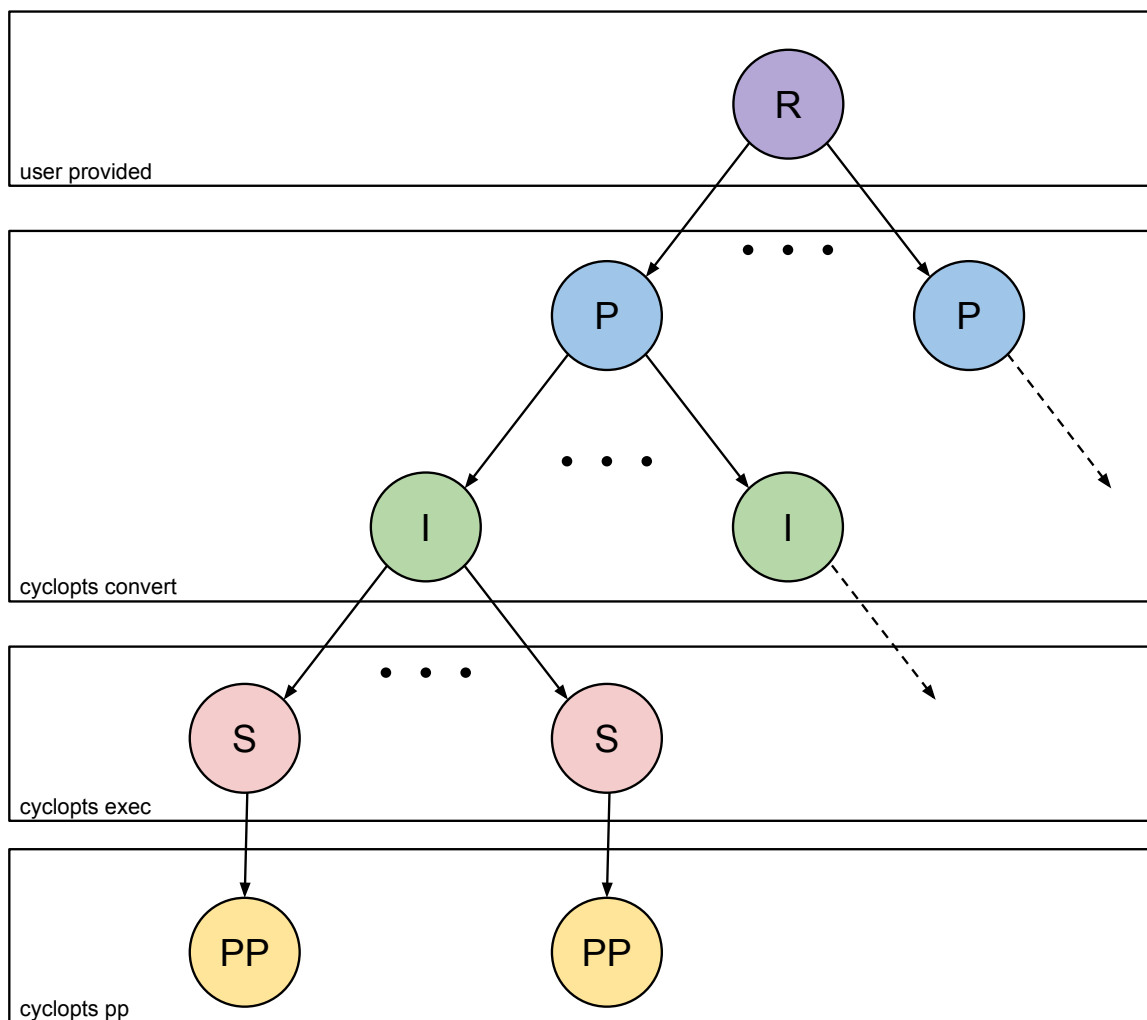 R
user provided
P P
I I
cyclopts convert
S S
cyclopts exec
PP PP
cyclopts pp